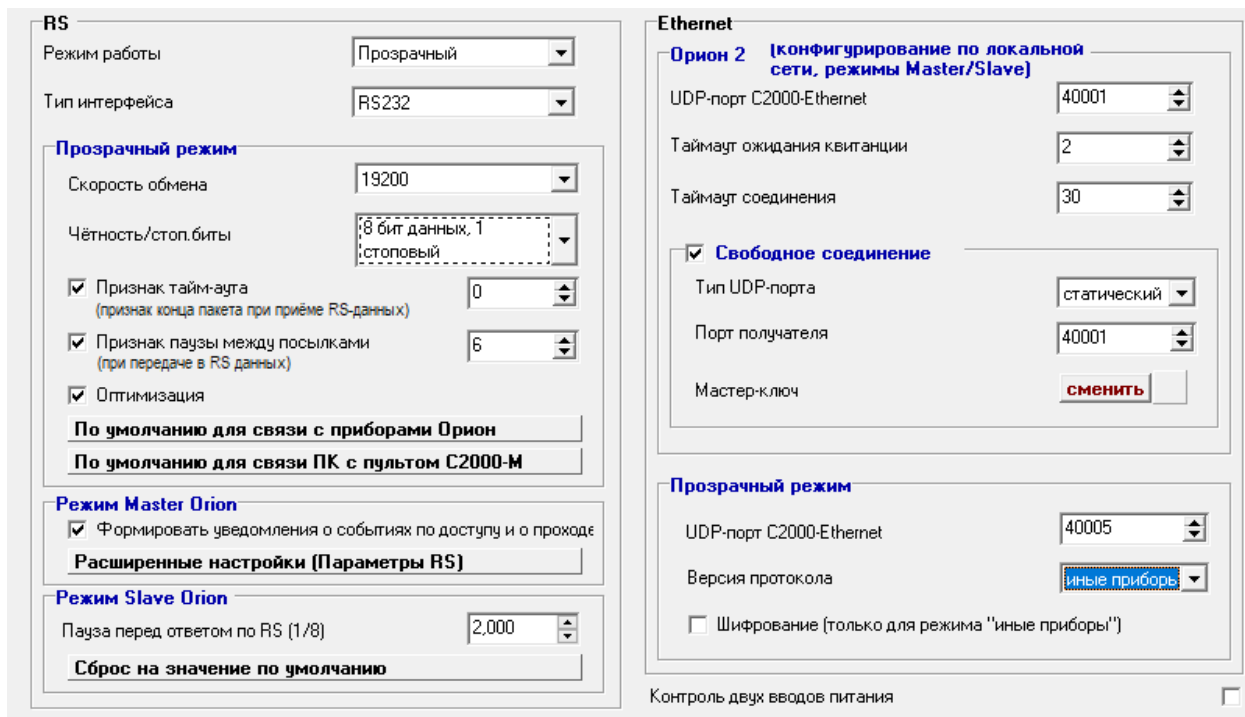 RS
Режим работы
Прозрачный
Тип интерфейса
RS232
Прозрачный режим
Скорость обмена
19200
Чётность/стоп.биты
8 бит данных, 1
стоповый
Признак тайм-аута
0
(признак конца пакета при приёме RS-данных)
Признак паузы между посылками
6
(при передаче в RS данных)
Оптимизация
По умолчанию для связи с приборами Орион
По умолчанию для связи ПК с пультом С2000-М
Режим Master Orion
Формировать уведомления о событиях по доступу и о проходе
Расширенные настройки (Параметры RS)
Режим Slave Orion
Пауза перед ответом по RS (1/8)
2,000
Сброс на значение по умолчанию
Ethernet
Орион 2 (конфигурирование по локальной
сети, режимы Master/Slave)
UDP-порт С2000-Ethernet
40001
Таймаут ожидания квитанции
2
Таймаут соединения
30
Свободное соединение
Тип UDP-порта
статический
Порт получателя
40001
Мастер-ключ
сменить
Прозрачный режим
UDP-порт С2000-Ethernet
40005
Версия протокола
иные приборь
Шифрование (только для режима "иные приборы")
Контроль двух вводов питания